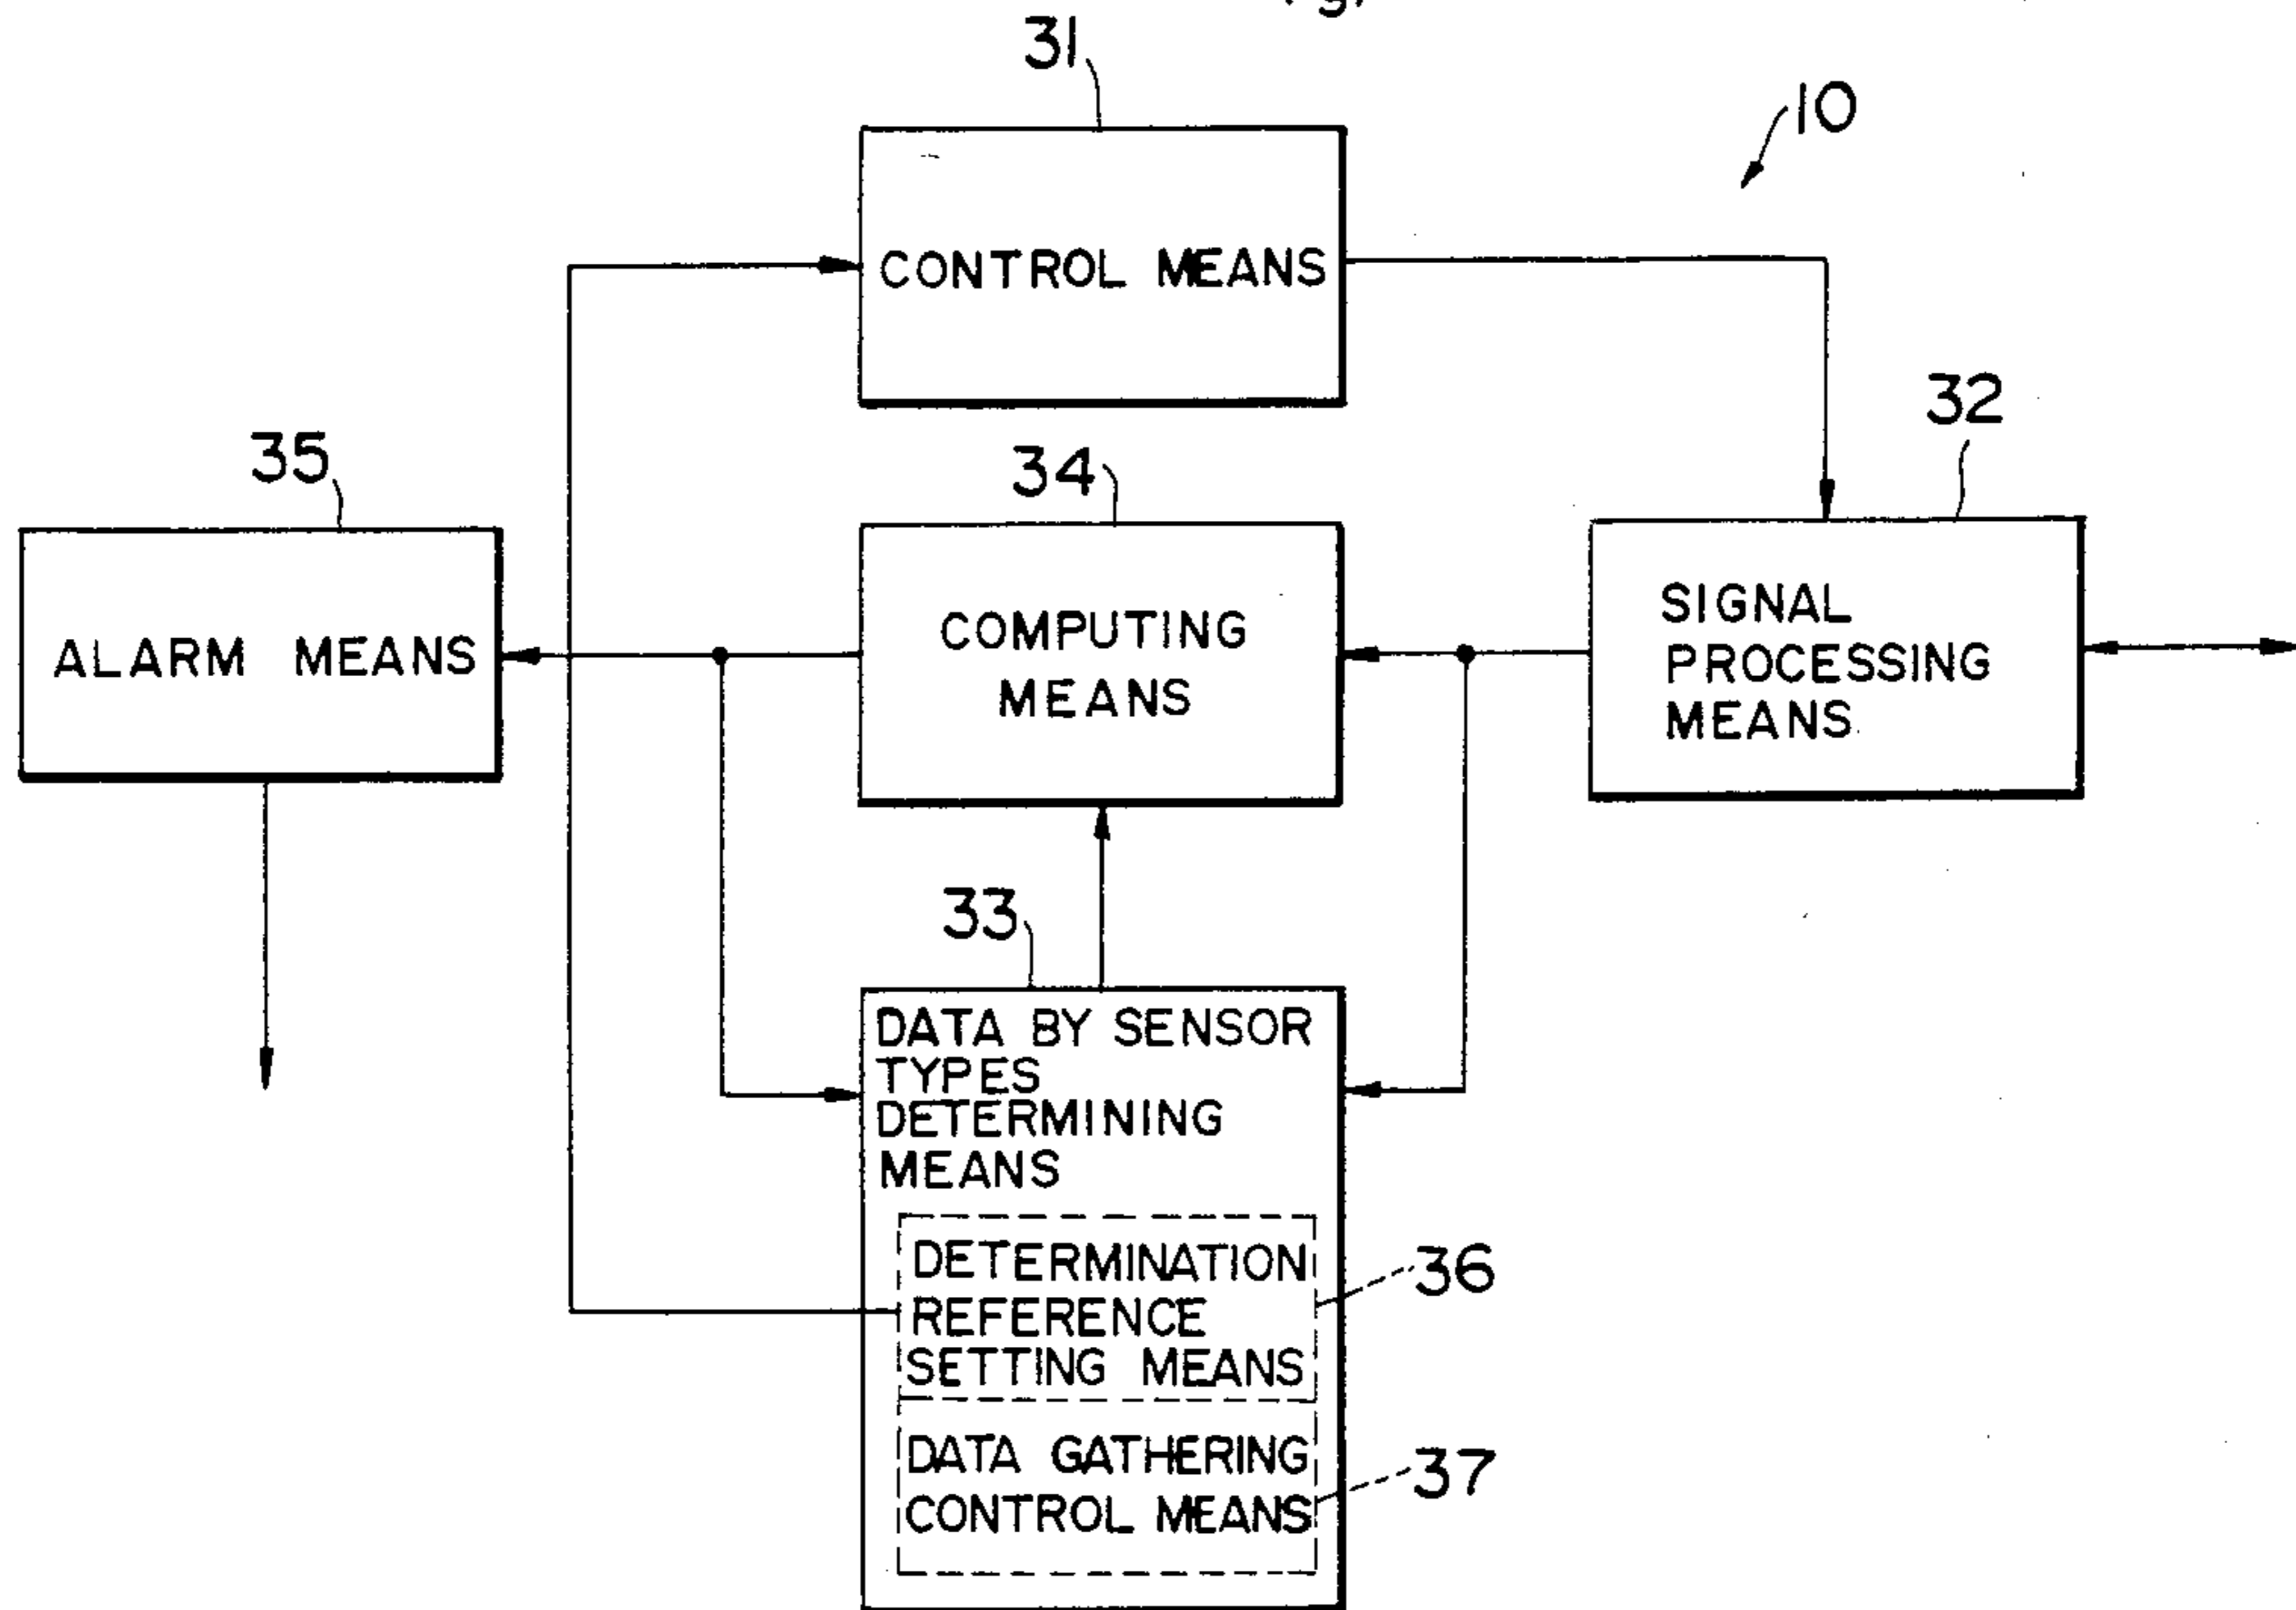 31
10
CONTROL MEANS
32
34
35
ALARM MEANS
COMPUTING
MEANS
SIGNAL
PROCESSING
MEANS
33
DATA BY SENSOR
TYPES
DETERMINING
MEANS
DETERMINATION
REFERENCE
SETTING MEANS
36
DATA GATHERING
CONTROL MEANS
37